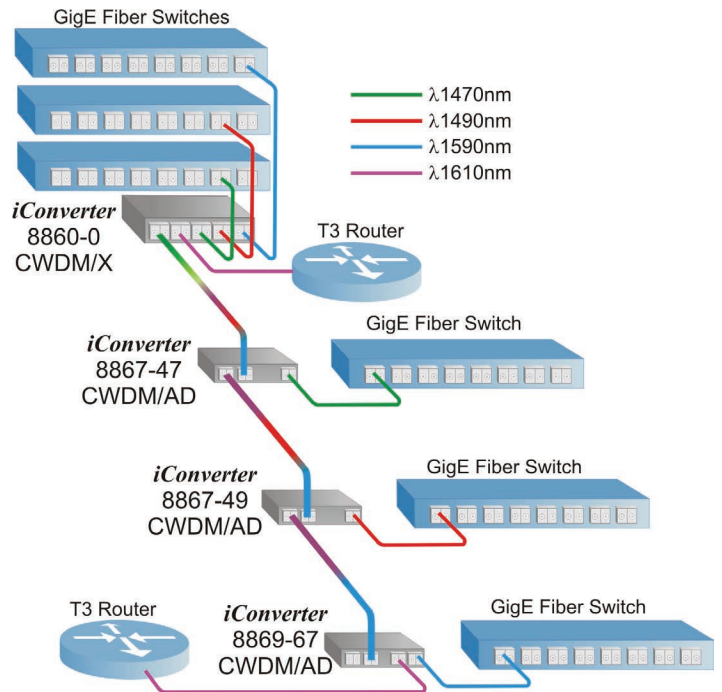 GigE Fiber Switches
λ1470nm
λ1490nm
λ1590nm
λ1610nm
iConverter
8860-0
CWDM/X
T3 Router
GigE Fiber Switch
iConverter
8867-47
CWDM/AD
GigE Fiber Switch
iConverter
8867-49
CWDM/AD
T3 Router
iConverter
8869-67
CWDM/AD
GigE Fiber Switch